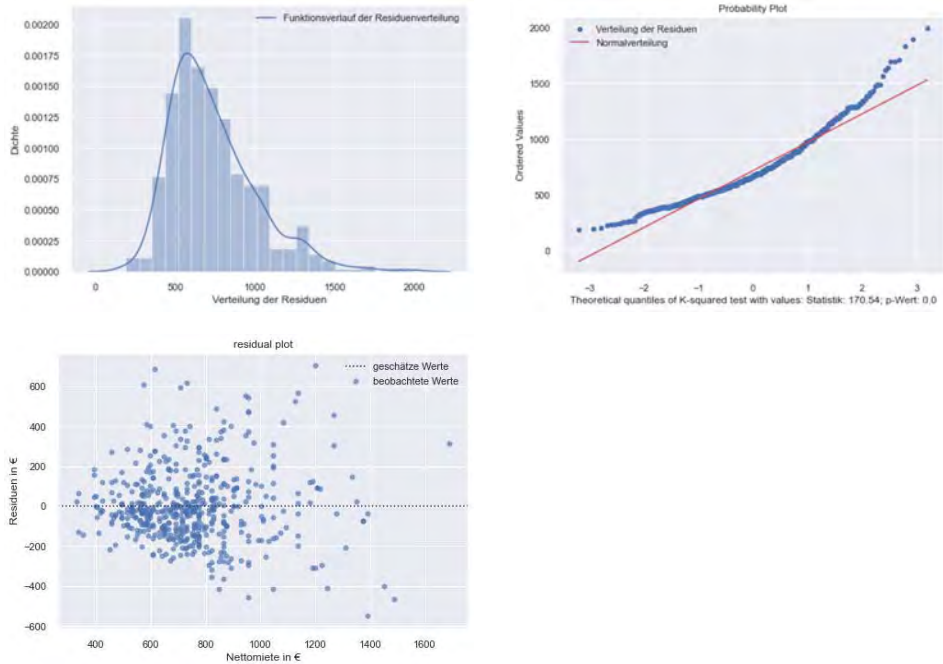 Funktionsverlauf der Residuenverteilung
0.00200
0.00175
0.00150
0.00125
0.00100
0.00075
0.00050
0.00025
0.00000
Dichte
0 500 1000 1500 2000
Verteilung der Residuen
Probability Plot
Verteilung der Residuen
Normalverteilung
2000
1500
1000
500
0
Ordered Values
−3 −2 −1 0 1 2 3
Theoretical quantiles of K-squared test with values: Statistik: 170.54; p-Wert: 0.0
residual plot
geschätze Werte
beobachtete Werte
600
400
200
0
−200
−400
−600
Residuen in €
400 600 800 1000 1200 1400 1600
Nettomiete in €